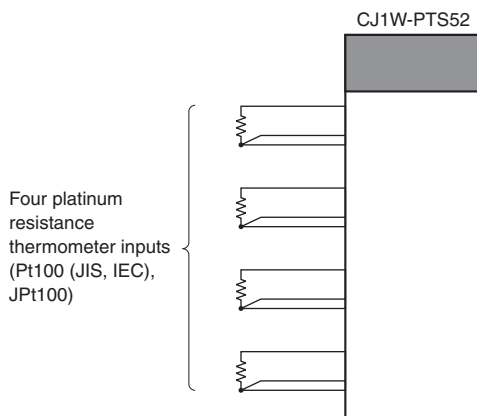 CJ1W-PTS52
Four platinum
resistance
thermometer inputs
(Pt100 (JIS, IEC),
JPt100)